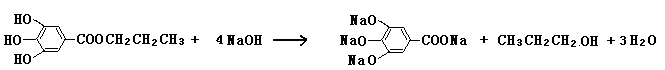 HO NaO
HO COOCH₂CH₂CH₃ + 4NaOH → NaO COONa + CH₃CH₂CH₂OH + 3H₂O
HO NaO